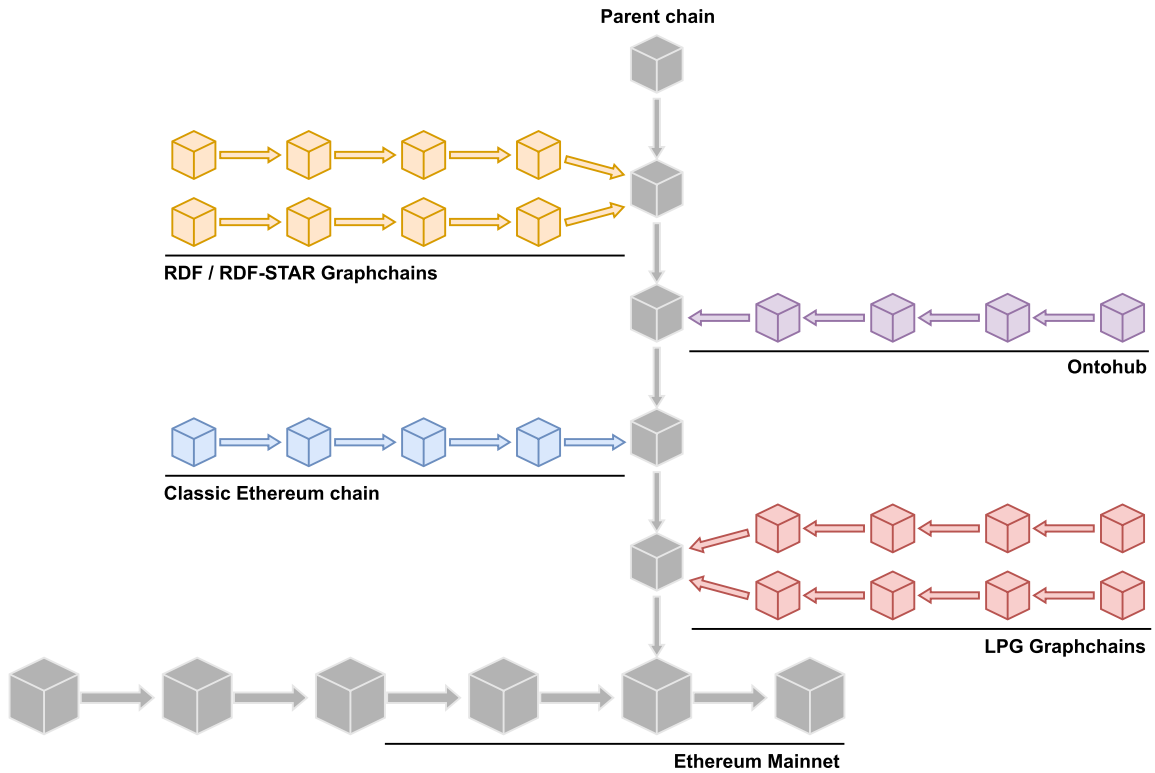 Parent chain
RDF / RDF-STAR Graphchains
Ontohub
Classic Ethereum chain
LPG Graphchains
Ethereum Mainnet